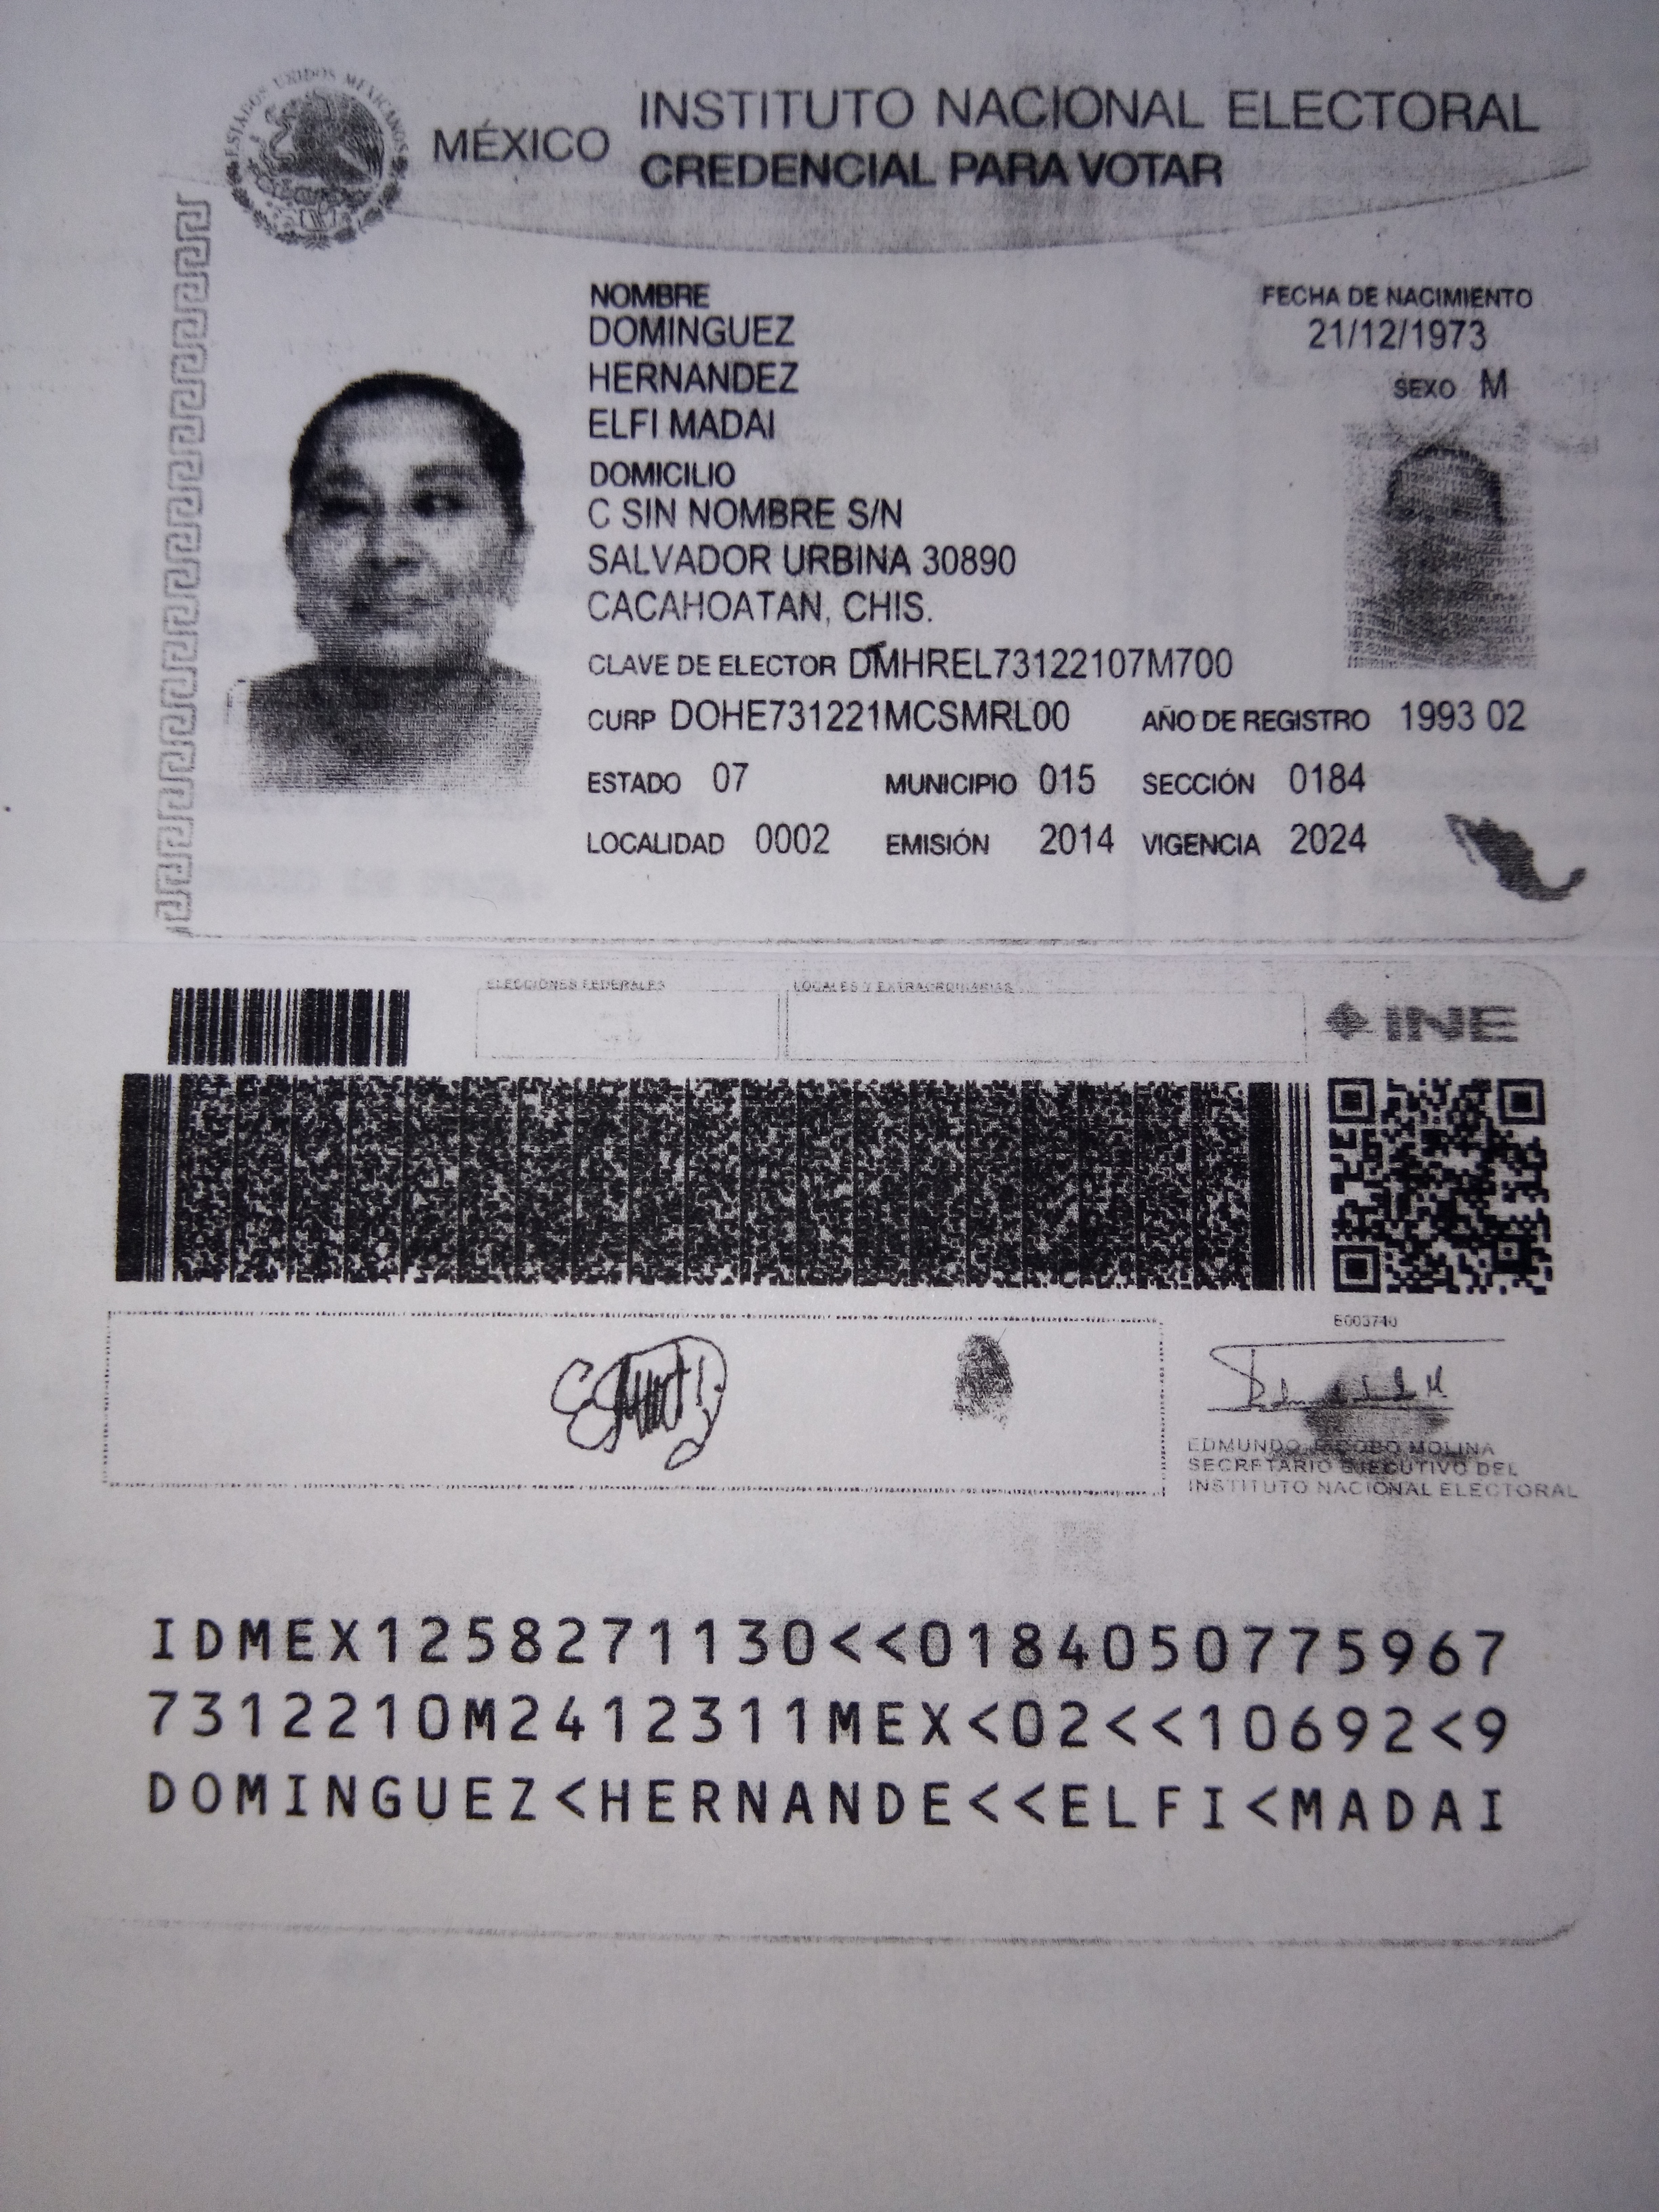 ESTADOS UNIDOS MEXICANOS
MÉXICO
INSTITUTO NACIONAL ELECTORAL
CREDENCIAL PARA VOTAR
NOMBRE
DOMINGUEZ
HERNANDEZ
ELFI MADAI
FECHA DE NACIMIENTO
21/12/1973
SEXO M
DOMICILIO
C SIN NOMBRE S/N
SALVADOR URBINA 30890
CACAHOATAN, CHIS.
CLAVE DE ELECTOR DMHREL73122107M700
CURP DOHE731221MCSMRL00 AÑO DE REGISTRO 1993 02
ESTADO 07 MUNICIPIO 015 SECCIÓN 0184
LOCALIDAD 0002 EMISIÓN 2014 VIGENCIA 2024
ELECCIONES FEDERALES LOCALES Y EXTRAORDINARIAS
INE
EDMUNDO JACOBO MOLINA
SECRETARIO EJECUTIVO DEL
INSTITUTO NACIONAL ELECTORAL
IDMEX1258271130<<0184050775967
7312210M2412311MEX<02<<10692<9
DOMINGUEZ<HERNANDE<<ELFI<MADAI